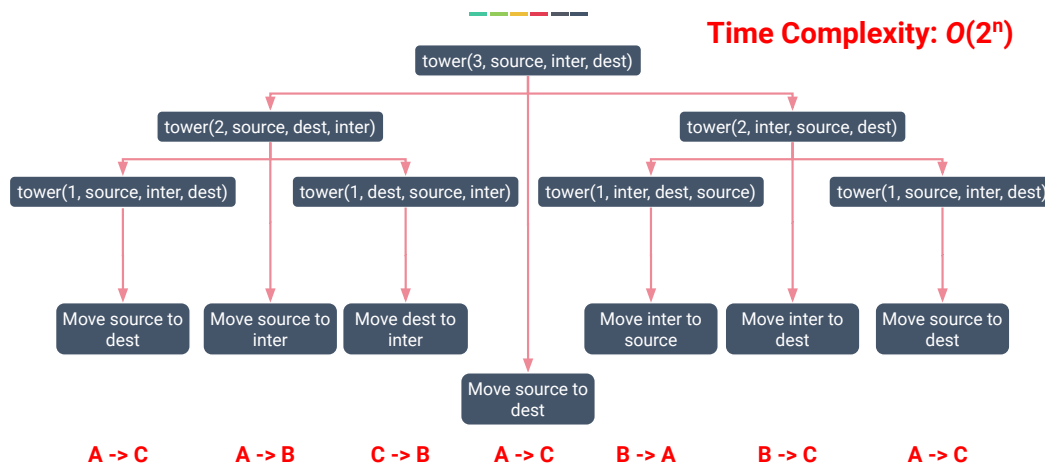 Time Complexity: O(2ⁿ)
tower(3, source, inter, dest)
tower(2, source, dest, inter)
tower(2, inter, source, dest)
tower(1, source, inter, dest)
tower(1, dest, source, inter)
tower(1, inter, dest, source)
tower(1, source, inter, dest)
Move source to
dest
Move source to
inter
Move dest to
inter
Move inter to
source
Move inter to
dest
Move source to
dest
Move source to
dest
A -> C
A -> B
C -> B
A -> C
B -> A
B -> C
A -> C